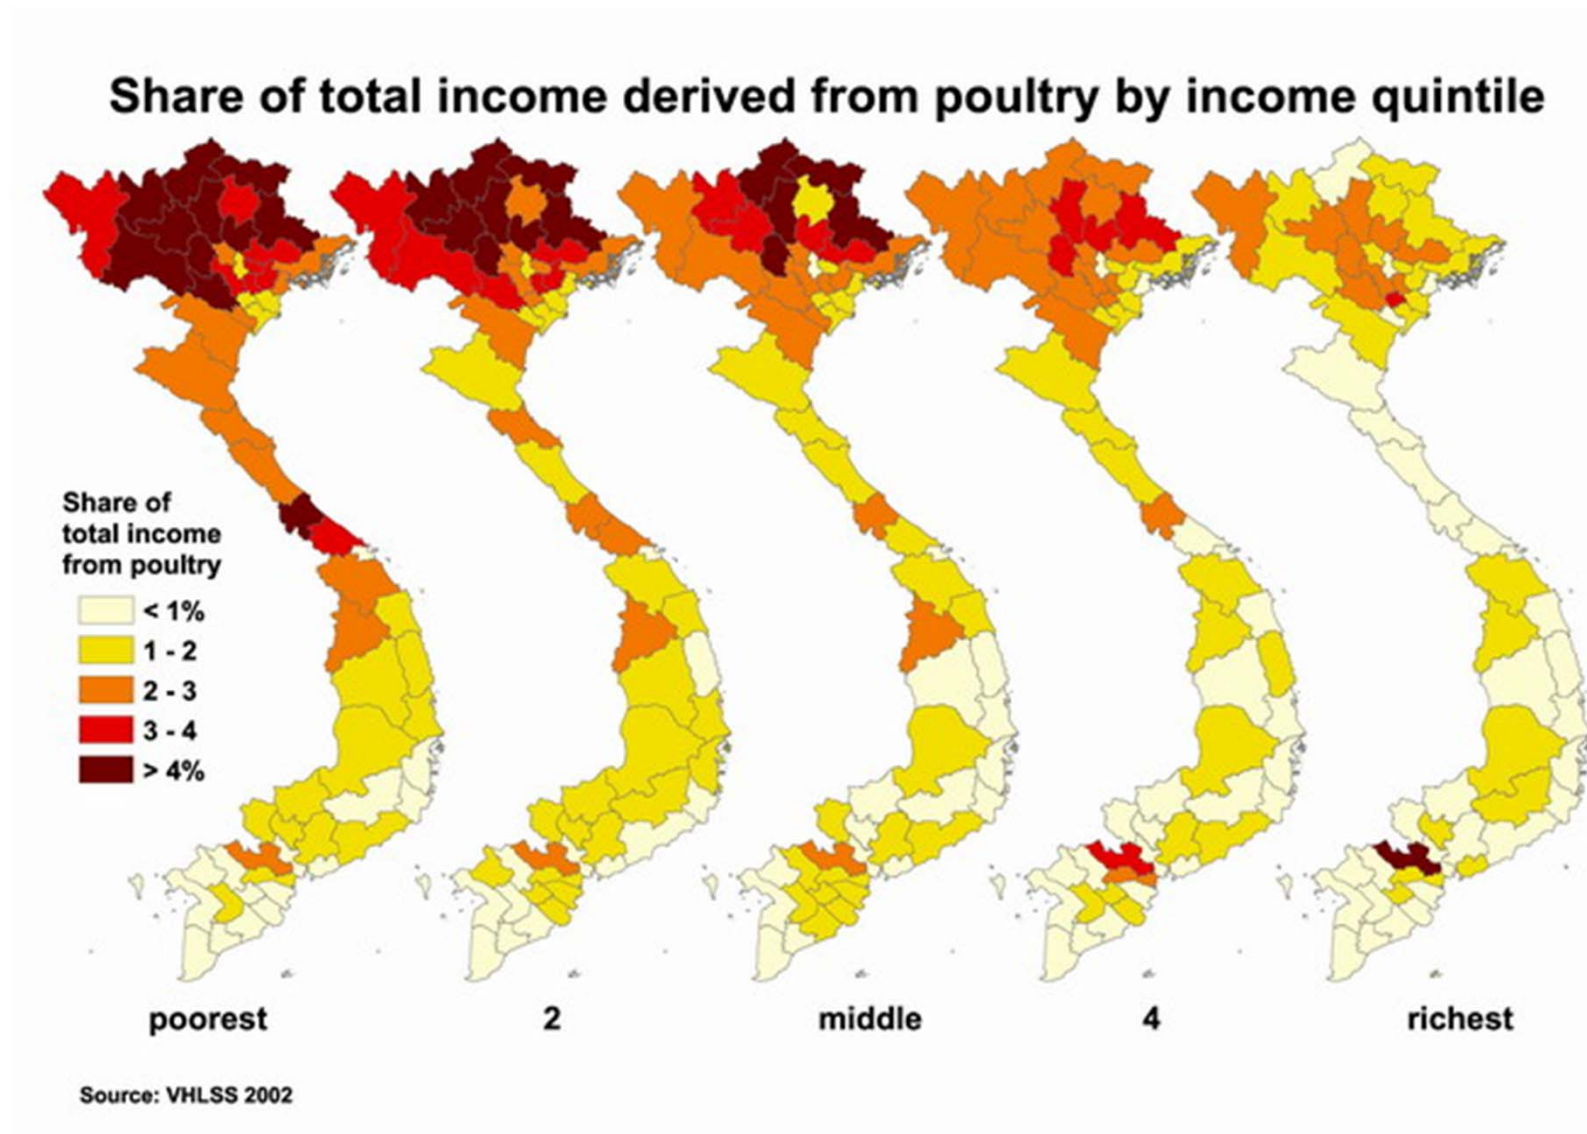 Share of total income derived from poultry by income quintile
Share of
total income
from poultry
< 1%
1 - 2
2 - 3
3 - 4
> 4%
poorest
2
middle
4
richest
Source: VHLSS 2002